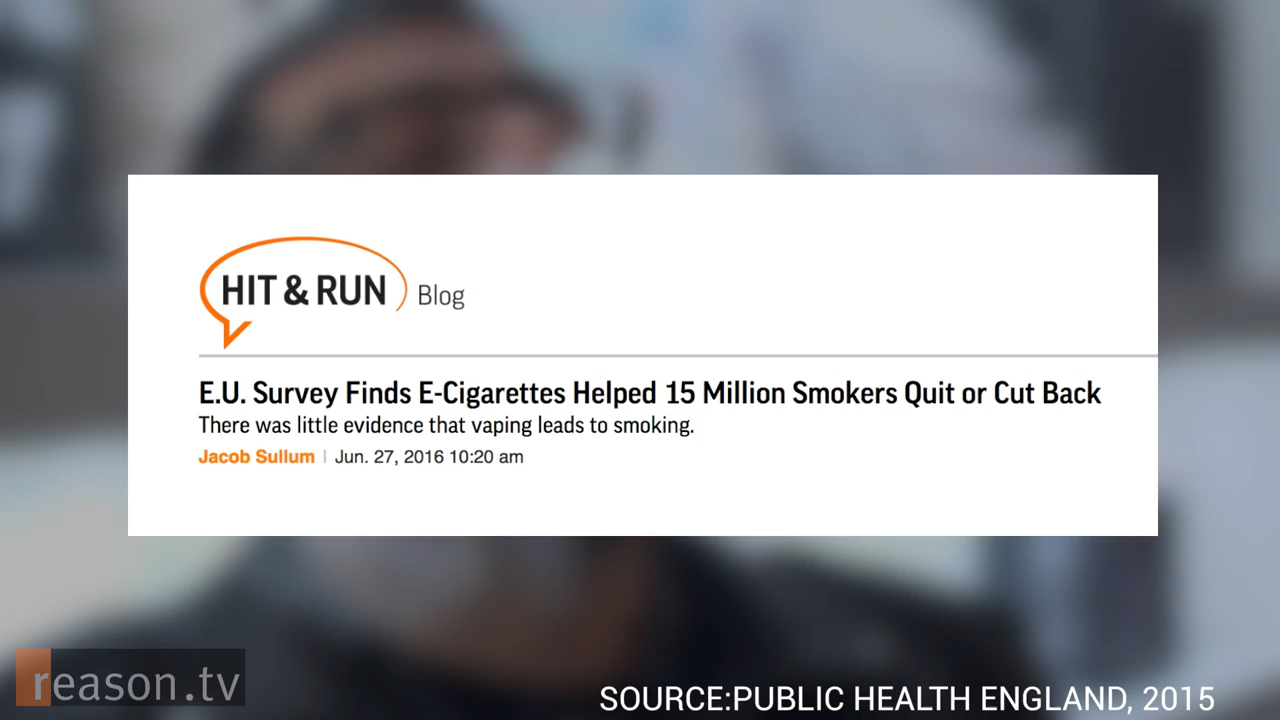 HIT & RUN Blog
E.U. Survey Finds E-Cigarettes Helped 15 Million Smokers Quit or Cut Back
There was little evidence that vaping leads to smoking.
Jacob Sullum | Jun. 27, 2016 10:20 am
reason.tv
SOURCE:PUBLIC HEALTH ENGLAND, 2015